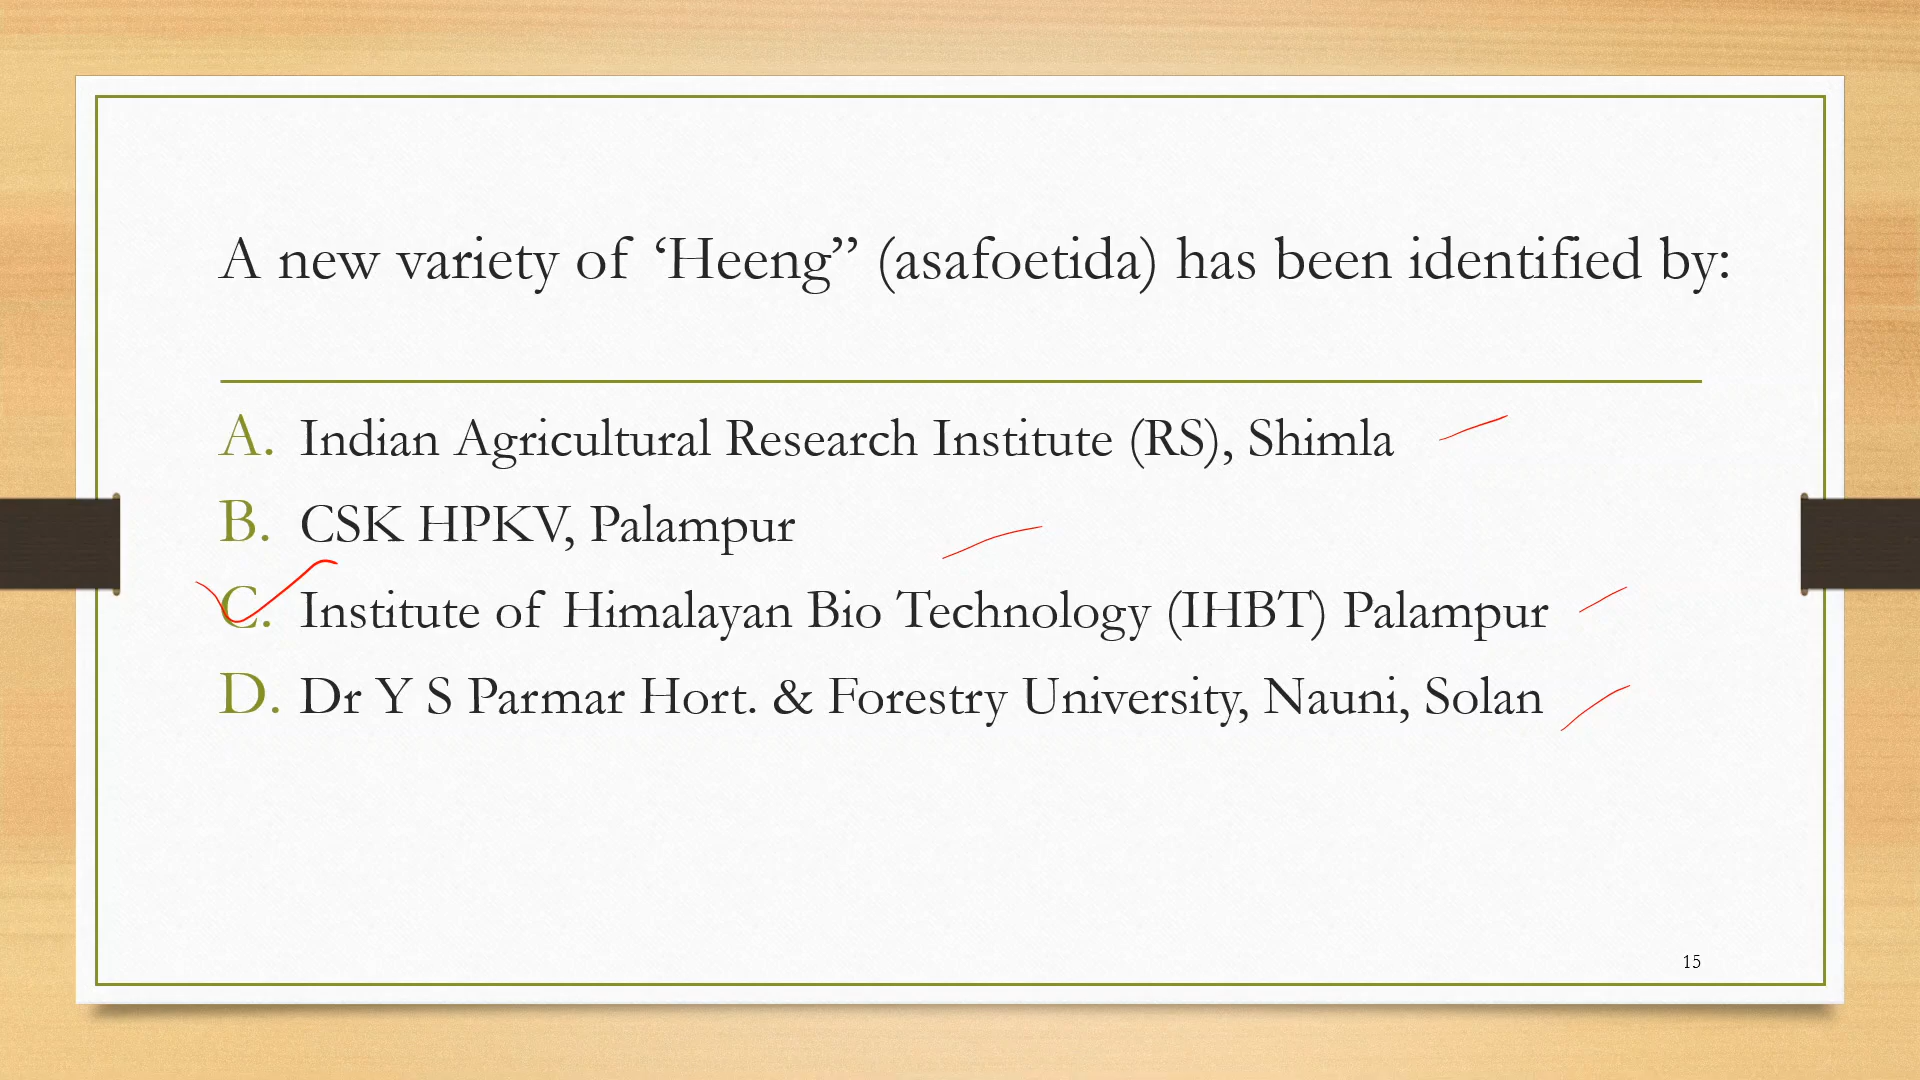 A new variety of ‘Heeng” (asafoetida) has been identified by:
A. Indian Agricultural Research Institute (RS), Shimla
B. CSK HPKV, Palampur
C. Institute of Himalayan Bio Technology (IHBT) Palampur
D. Dr Y S Parmar Hort. & Forestry University, Nauni, Solan
15